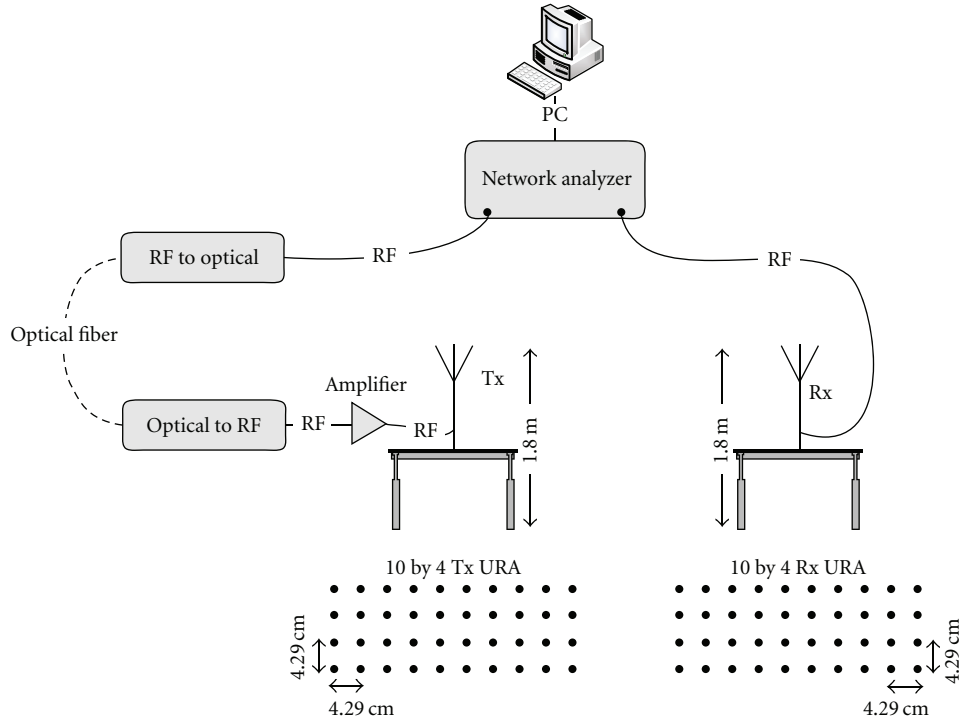 PC
Network analyzer
RF to optical
RF
RF
Optical fiber
Amplifier
Tx
Rx
Optical to RF
RF
RF
1.8 m
1.8 m
10 by 4 Tx URA
10 by 4 Rx URA
4.29 cm
4.29 cm
4.29 cm
4.29 cm